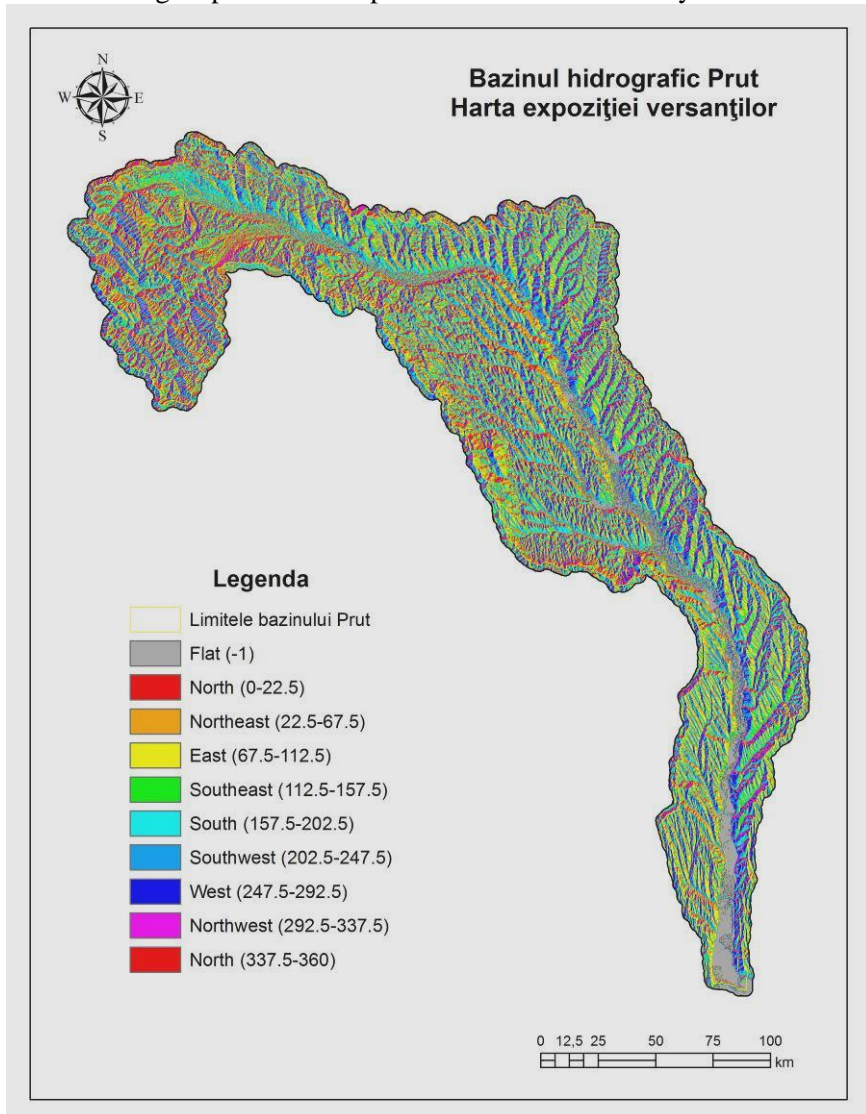 N
W E
S
Bazinul hidrografic Prut
Harta expoziţiei versanţilor
Legenda
Limitele bazinului Prut
Flat (-1)
North (0-22.5)
Northeast (22.5-67.5)
East (67.5-112.5)
Southeast (112.5-157.5)
South (157.5-202.5)
Southwest (202.5-247.5)
West (247.5-292.5)
Northwest (292.5-337.5)
North (337.5-360)
0 12,5 25 50 75 100
km